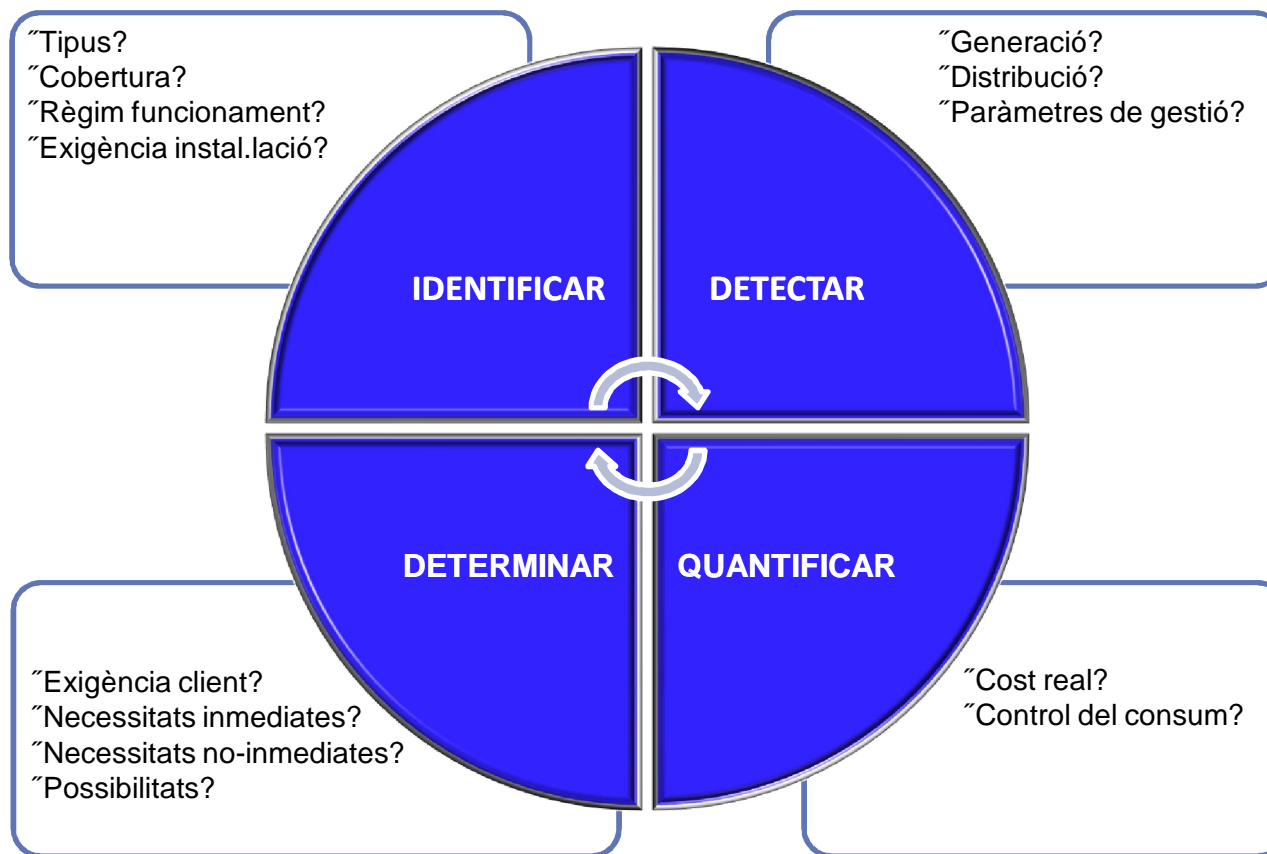 ˝Tipus?
˝Cobertura?
˝Règim funcionament?
˝Exigència instal.lació?
˝Generació?
˝Distribució?
˝Paràmetres de gestió?
IDENTIFICAR
DETECTAR
DETERMINAR
QUANTIFICAR
˝Exigència client?
˝Necessitats inmediates?
˝Necessitats no-inmediates?
˝Possibilitats?
˝Cost real?
˝Control del consum?